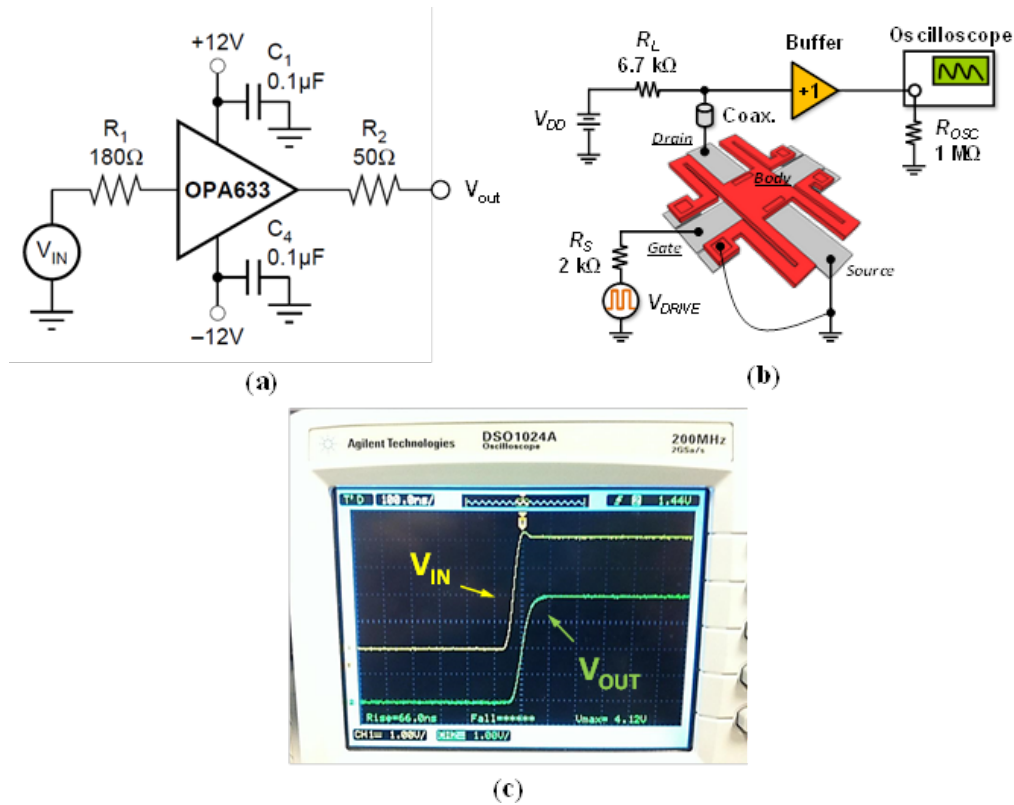 +12V
C1
0.1μF
R1
180Ω
R2
50Ω
OPA633
Vout
VIN
C4
0.1μF
–12V
(a)
RL
6.7 kΩ
Buffer
Oscilloscope
+1
VDD
Coax.
Drain
ROSC
1 MΩ
Body
RS
2 kΩ
Gate
Source
VDRIVE
(b)
Agilent Technologies
DSO1024A
Oscilloscope
200MHz
2GSa/s
T'D
100.0ns/
1.44V
VIN
VOUT
Rise=66.0ns
Fall=******
Vmax= 4.12V
CH1= 1.00V/
1.00V/
(c)